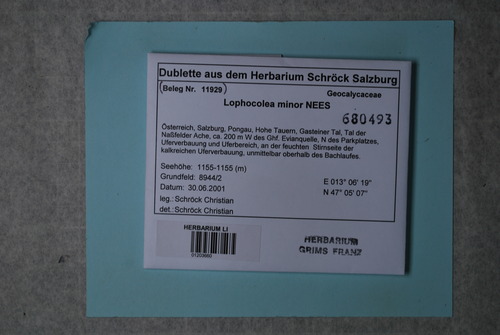 Dublette aus dem Herbarium Schröck Salzburg
(Beleg Nr. 11929)
Geocalycaceae
Lophocolea minor NEES
680493
Österreich, Salzburg, Pongau, Hohe Tauern, Gasteiner Tal, Tal der
Naßfelder Ache, ca. 200 m W des Ghf. Evianquelle, N des Parkplatzes,
Uferverbauung und Uferbereich, an der feuchten Stirnseite der
kalkreichen Uferverbauung, unmittelbar oberhalb des Bachlaufes.
Seehöhe: 1155-1155 (m)
Grundfeld: 8944/2
E 013° 06' 19"
Datum: 30.06.2001
N 47° 05' 07"
leg.: Schröck Christian
det.: Schröck Christian
HERBARIUM LI
HERBARIUM
GRIMS FRANZ